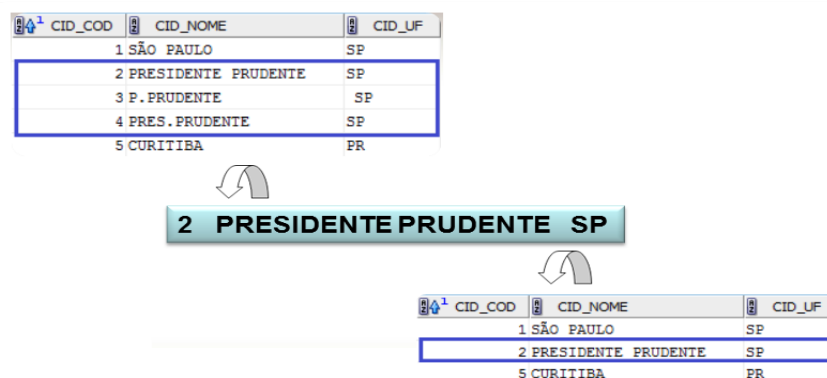 CID_COD CID_NOME CID_UF
1 SÃO PAULO SP
2 PRESIDENTE PRUDENTE SP
3 P.PRUDENTE SP
4 PRES.PRUDENTE SP
5 CURITIBA PR
2 PRESIDENTE PRUDENTE SP
CID_COD CID_NOME CID_UF
1 SÃO PAULO SP
2 PRESIDENTE PRUDENTE SP
5 CURITIBA PR